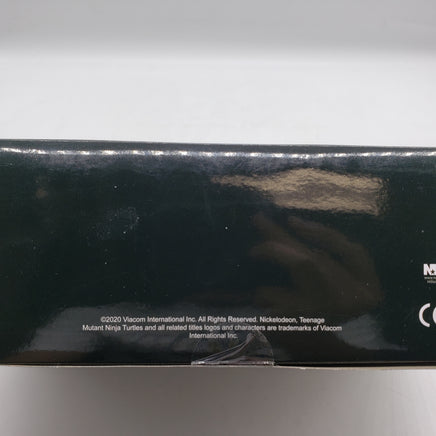 ©2020 Viacom International Inc. All Rights Reserved. Nickelodeon, Teenage
Mutant Ninja Turtles and all related titles logos and characters are trademarks of Viacom
International Inc.
CE